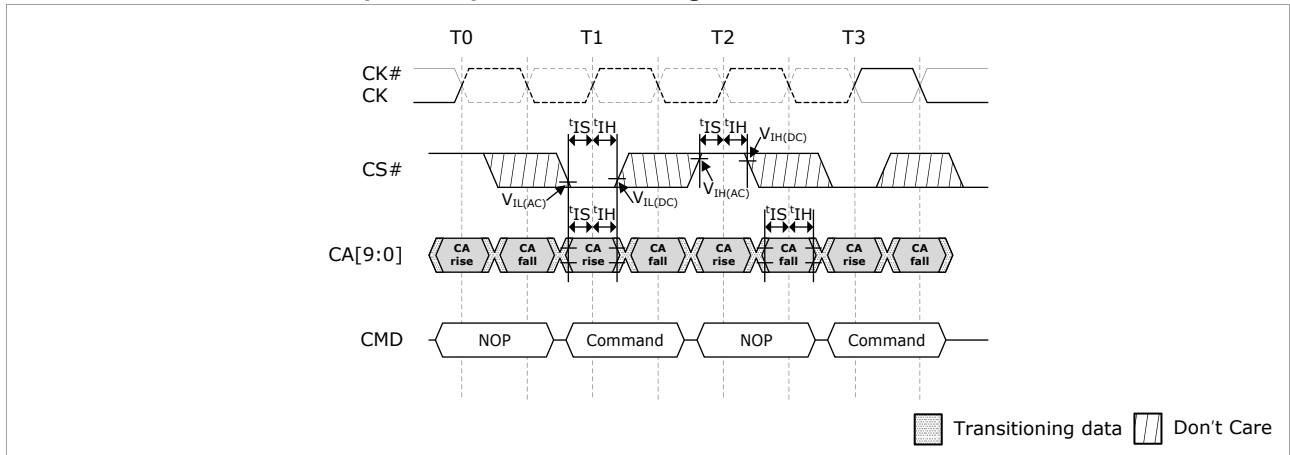 T0 T1 T2 T3
CK#
CK
tIS tIH tIS tIH VIH(DC)
CS#
VIL(AC) VIL(DC) VIH(AC)
tIS tIH tIS tIH
CA[9:0] CA rise CA fall CA rise CA fall CA rise CA fall CA rise CA fall
CMD NOP Command NOP Command
Transitioning data Don't Care